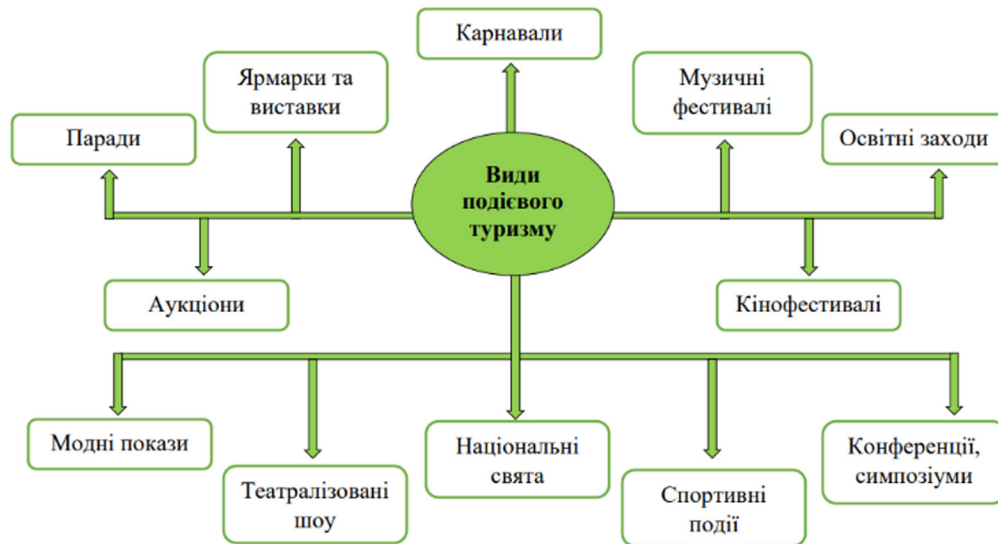 Карнавали
Ярмарки та
виставки
Музичні
фестивалі
Паради
Освітні заходи
Види
подієвого
туризму
Аукціони
Кінофестивалі
Модні покази
Театралізовані
шоу
Національні
свята
Спортивні
події
Конференції,
симпозіуми